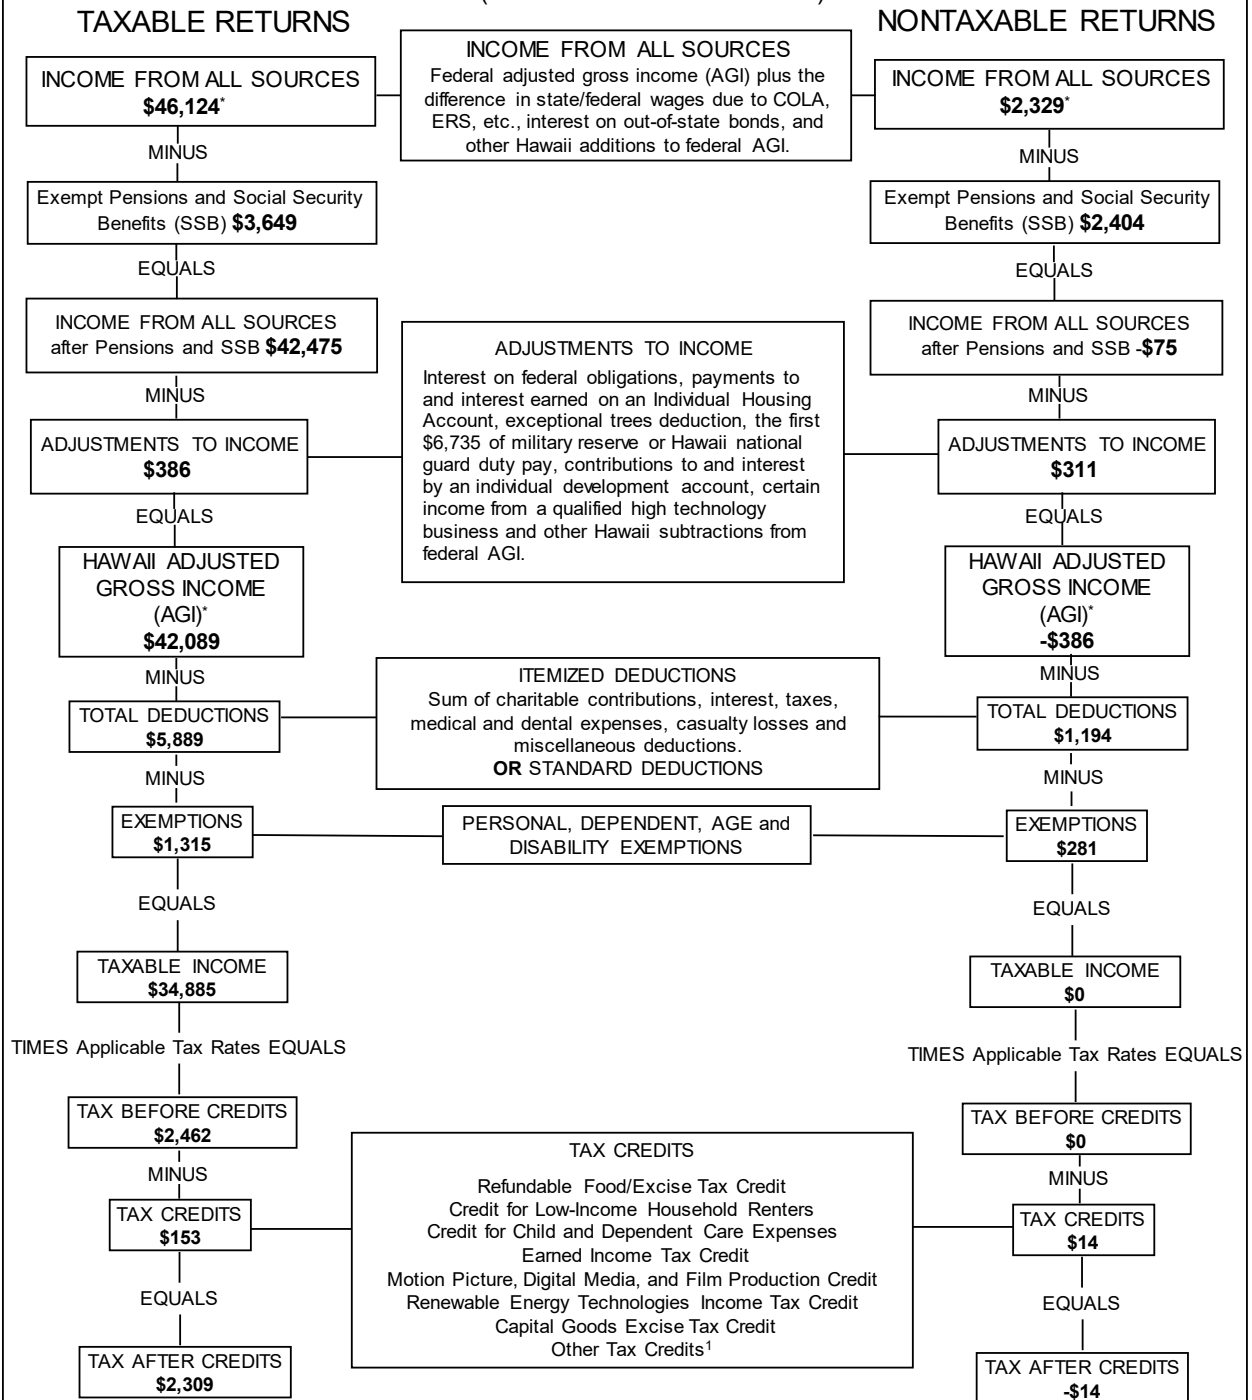 TAXABLE RETURNS
NONTAXABLE RETURNS
INCOME FROM ALL SOURCES
Federal adjusted gross income (AGI) plus the
difference in state/federal wages due to COLA,
ERS, etc., interest on out-of-state bonds, and
other Hawaii additions to federal AGI.
INCOME FROM ALL SOURCES
$46,124*
INCOME FROM ALL SOURCES
$2,329*
MINUS
MINUS
Exempt Pensions and Social Security
Benefits (SSB) $3,649
Exempt Pensions and Social Security
Benefits (SSB) $2,404
EQUALS
EQUALS
INCOME FROM ALL SOURCES
after Pensions and SSB $42,475
INCOME FROM ALL SOURCES
after Pensions and SSB -$75
ADJUSTMENTS TO INCOME
Interest on federal obligations, payments to
and interest earned on an Individual Housing
Account, exceptional trees deduction, the first
$6,735 of military reserve or Hawaii national
guard duty pay, contributions to and interest
by an individual development account, certain
income from a qualified high technology
business and other Hawaii subtractions from
federal AGI.
MINUS
MINUS
ADJUSTMENTS TO INCOME
$386
ADJUSTMENTS TO INCOME
$311
EQUALS
EQUALS
HAWAII ADJUSTED
GROSS INCOME
(AGI)*
$42,089
HAWAII ADJUSTED
GROSS INCOME
(AGI)*
-$386
MINUS
MINUS
ITEMIZED DEDUCTIONS
Sum of charitable contributions, interest, taxes,
medical and dental expenses, casualty losses and
miscellaneous deductions.
OR STANDARD DEDUCTIONS
TOTAL DEDUCTIONS
$5,889
TOTAL DEDUCTIONS
$1,194
MINUS
MINUS
EXEMPTIONS
$1,315
PERSONAL, DEPENDENT, AGE and
DISABILITY EXEMPTIONS
EXEMPTIONS
$281
EQUALS
EQUALS
TAXABLE INCOME
$34,885
TAXABLE INCOME
$0
TIMES Applicable Tax Rates EQUALS
TIMES Applicable Tax Rates EQUALS
TAX BEFORE CREDITS
$2,462
TAX BEFORE CREDITS
$0
MINUS
MINUS
TAX CREDITS
Refundable Food/Excise Tax Credit
Credit for Low-Income Household Renters
Credit for Child and Dependent Care Expenses
Earned Income Tax Credit
Motion Picture, Digital Media, and Film Production Credit
Renewable Energy Technologies Income Tax Credit
Capital Goods Excise Tax Credit
Other Tax Credits¹
TAX CREDITS
$153
TAX CREDITS
$14
EQUALS
EQUALS
TAX AFTER CREDITS
$2,309
TAX AFTER CREDITS
-$14